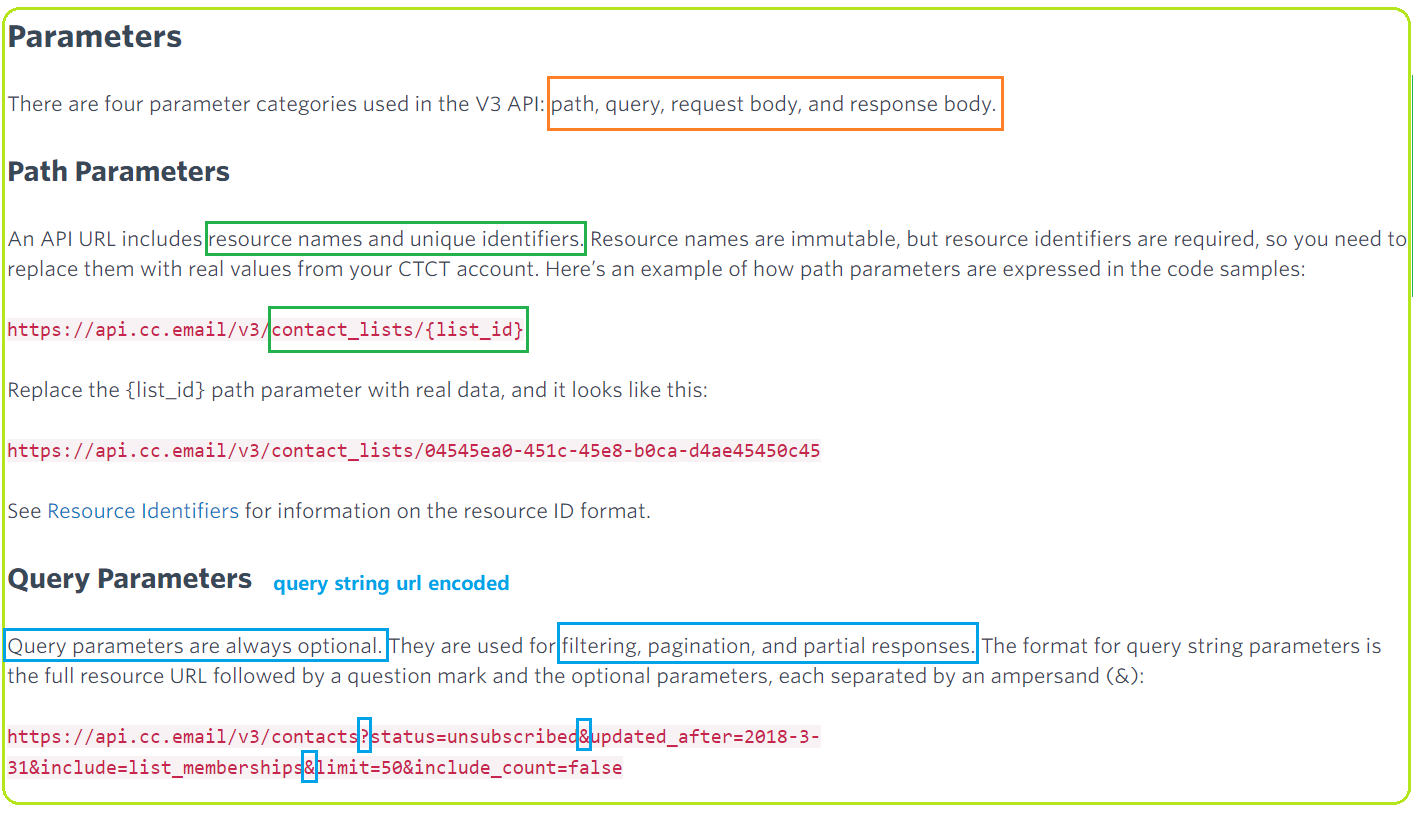 Parameters
There are four parameter categories used in the V3 API: path, query, request body, and response body.
Path Parameters
An API URL includes resource names and unique identifiers. Resource names are immutable, but resource identifiers are required, so you need to
replace them with real values from your CTCT account. Here’s an example of how path parameters are expressed in the code samples:
https://api.cc.email/v3/contact_lists/{list_id}
Replace the {list_id} path parameter with real data, and it looks like this:
https://api.cc.email/v3/contact_lists/04545ea0-451c-45e8-b0ca-d4ae45450c45
See Resource Identifiers for information on the resource ID format.
Query Parameters query string url encoded
Query parameters are always optional. They are used for filtering, pagination, and partial responses. The format for query string parameters is
the full resource URL followed by a question mark and the optional parameters, each separated by an ampersand (&):
https://api.cc.email/v3/contacts?status=unsubscribed&updated_after=2018-3-
31&include=list_memberships&limit=50&include_count=false